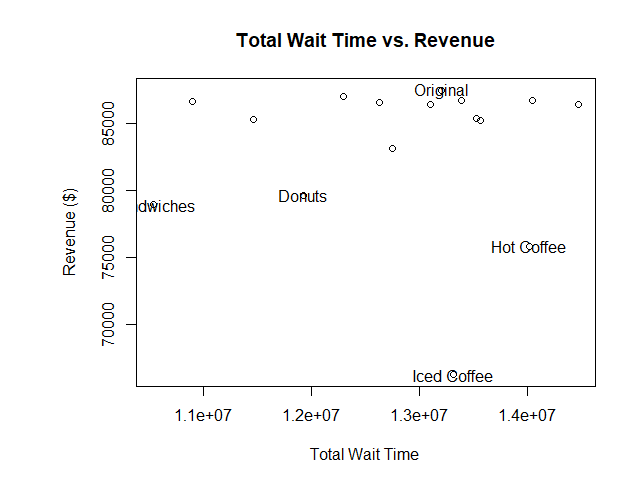 Total Wait Time vs. Revenue
Original
85000
80000
75000
70000
Revenue ($)
dwiches
Donuts
Hot Coffee
Iced Coffee
1.1e+07 1.2e+07 1.3e+07 1.4e+07
Total Wait Time